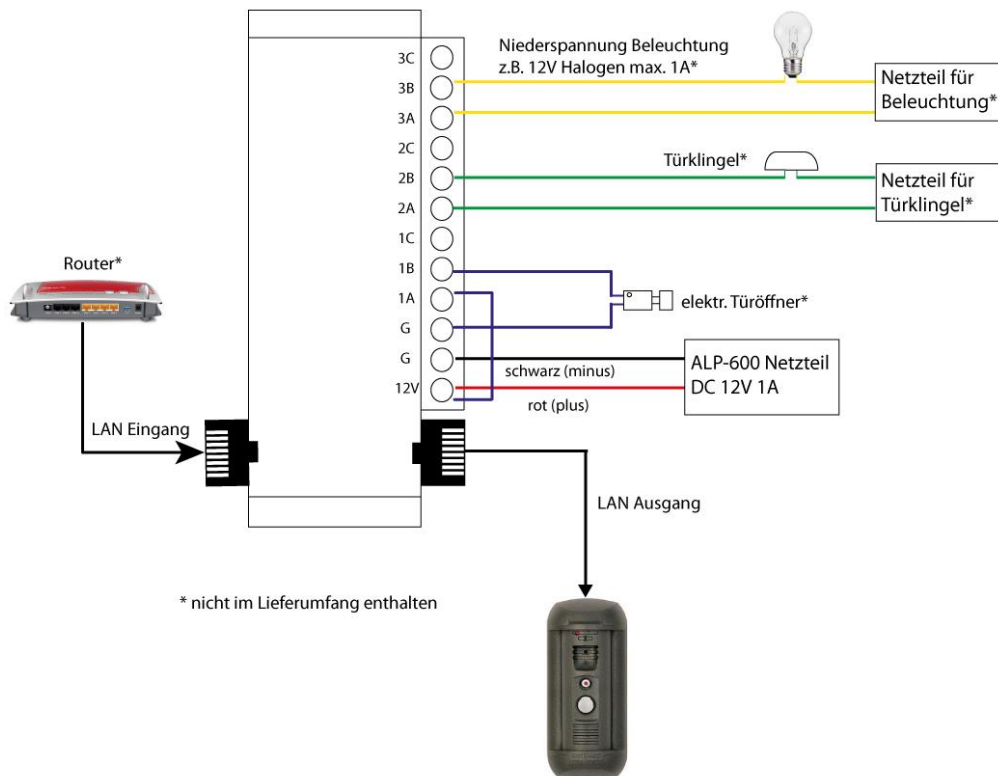 3C
3B
3A
2C
2B
2A
1C
1B
1A
G
G
12V
Niederspannung Beleuchtung
z.B. 12V Halogen max. 1A*
Netzteil für
Beleuchtung*
Türklingel*
Netzteil für
Türklingel*
elektr. Türöffner*
schwarz (minus)
rot (plus)
ALP-600 Netzteil
DC 12V 1A
Router*
LAN Eingang
LAN Ausgang
* nicht im Lieferumfang enthalten